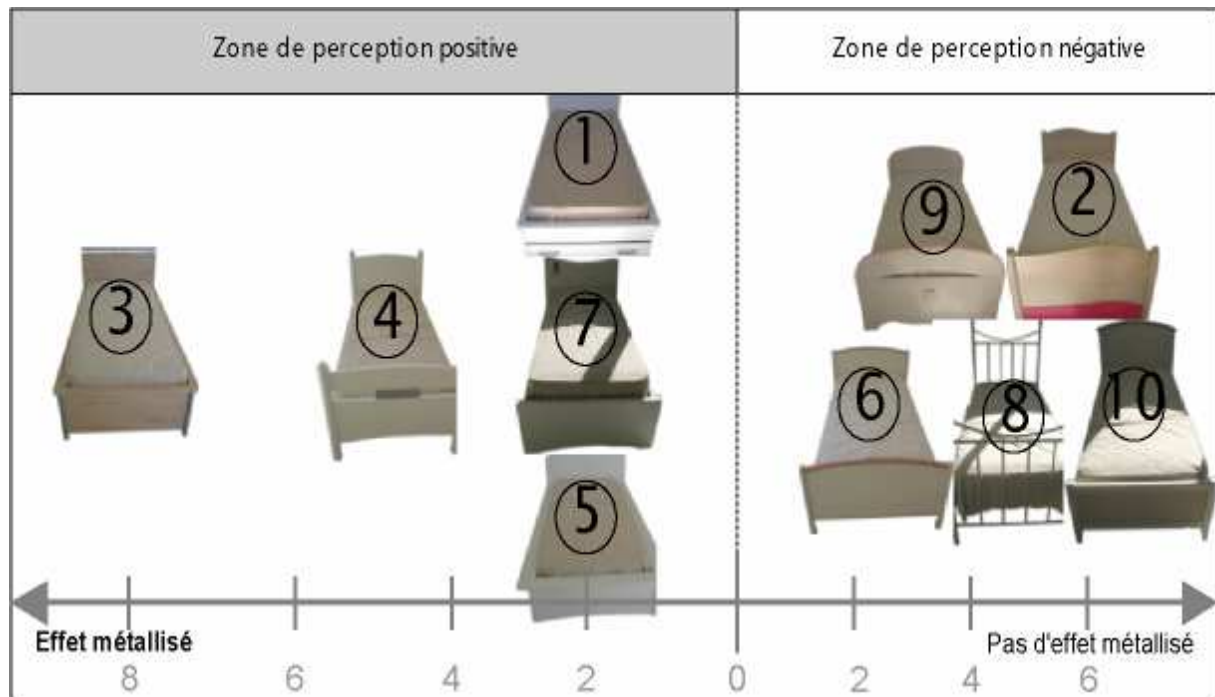 Zone de perception positive
Zone de perception négative
1
9
2
3
4
7
6
8
10
5
Effet métallisé
Pas d'effet métallisé
8 6 4 2 0 2 4 6